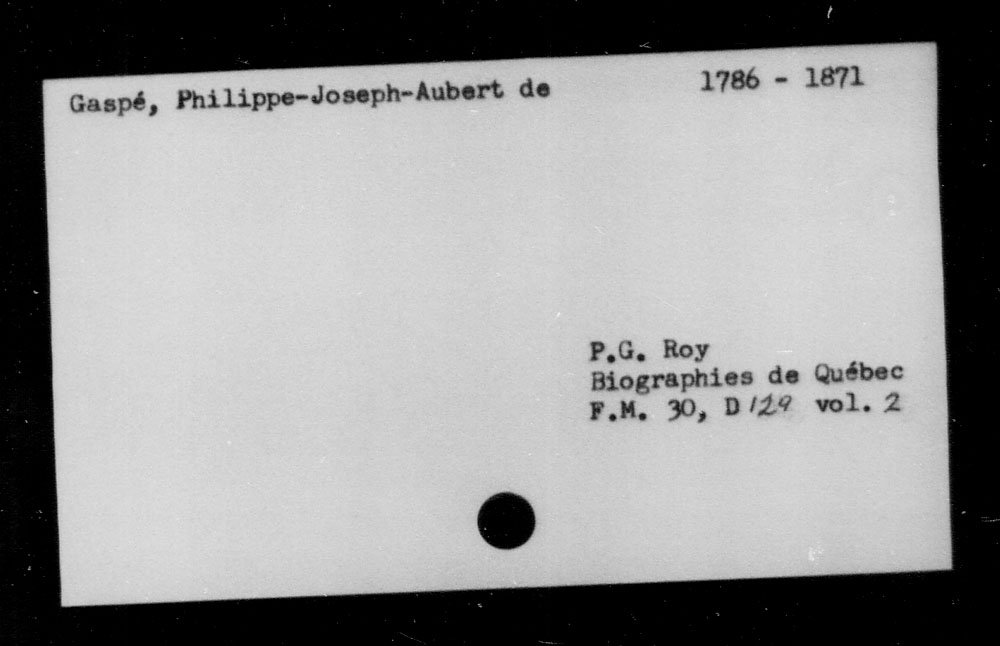 Gaspé, Philippe-Joseph-Aubert de 1786 - 1871
P.G. Roy
Biographies de Québec
F.M. 30, D 129 vol. 2